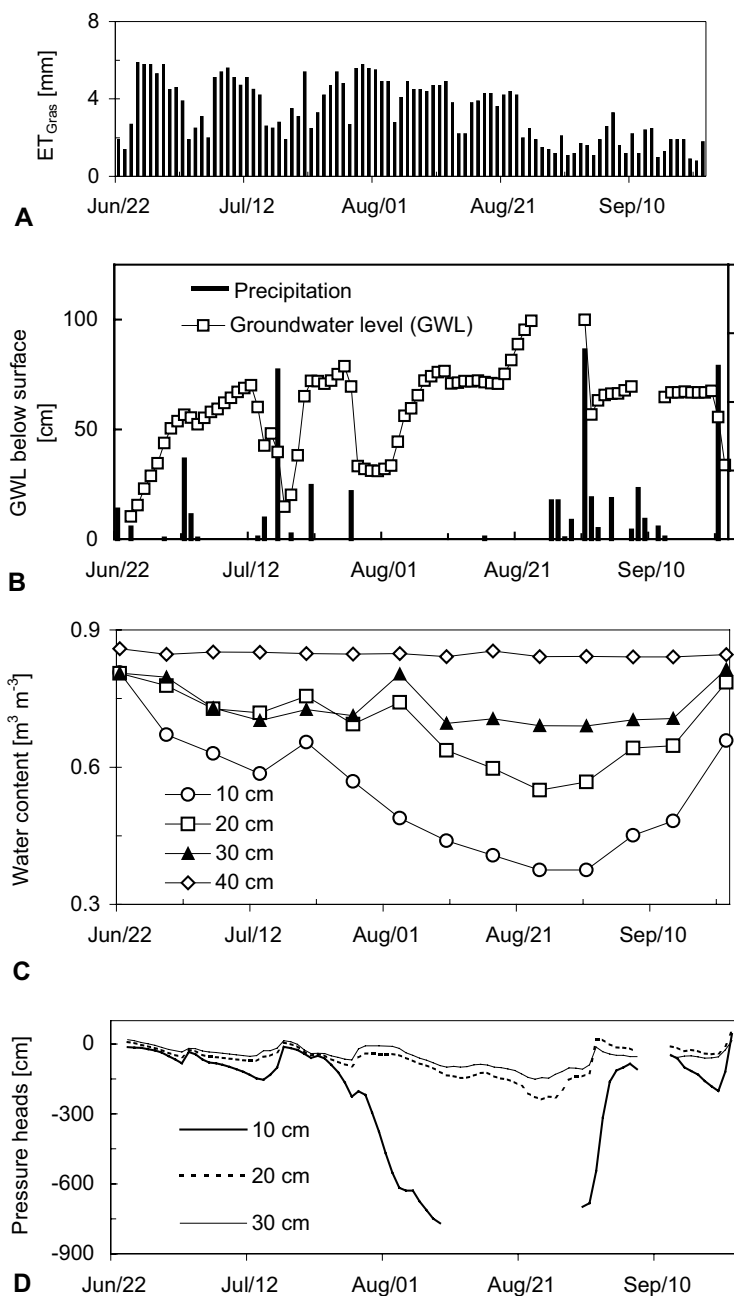 8
4
0
ET_Gras [mm]
Jun/22 Jul/12 Aug/01 Aug/21 Sep/10
A
Precipitation
Groundwater level (GWL)
100
50
0
GWL below surface
[cm]
Jun/22 Jul/12 Aug/01 Aug/21 Sep/10
B
0.9
0.6
0.3
Water content [m³ m⁻³]
10 cm
20 cm
30 cm
40 cm
Jun/22 Jul/12 Aug/01 Aug/21 Sep/10
C
0
-300
-600
-900
Pressure heads [cm]
10 cm
20 cm
30 cm
Jun/22 Jul/12 Aug/01 Aug/21 Sep/10
D